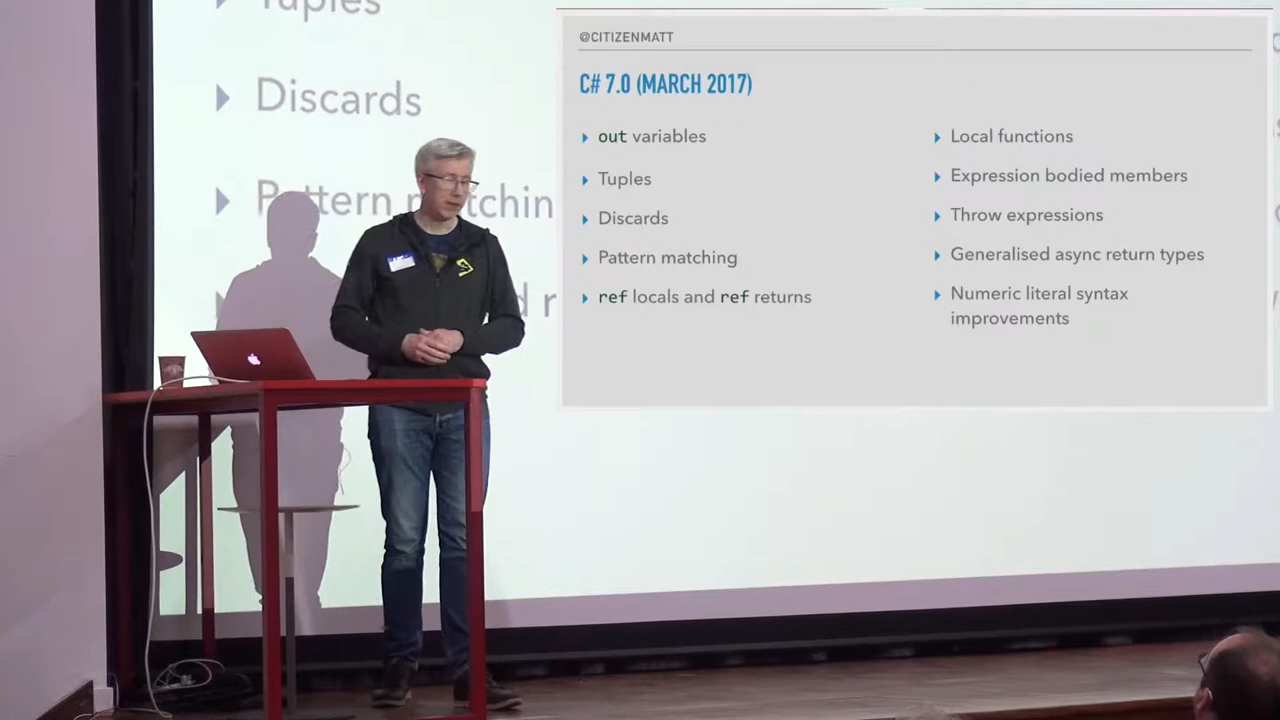 Tuples
Discards
Pattern matchin
d r
@CITIZENMATT
C# 7.0 (MARCH 2017)
out variables
Tuples
Discards
Pattern matching
ref locals and ref returns
Local functions
Expression bodied members
Throw expressions
Generalised async return types
Numeric literal syntax
improvements